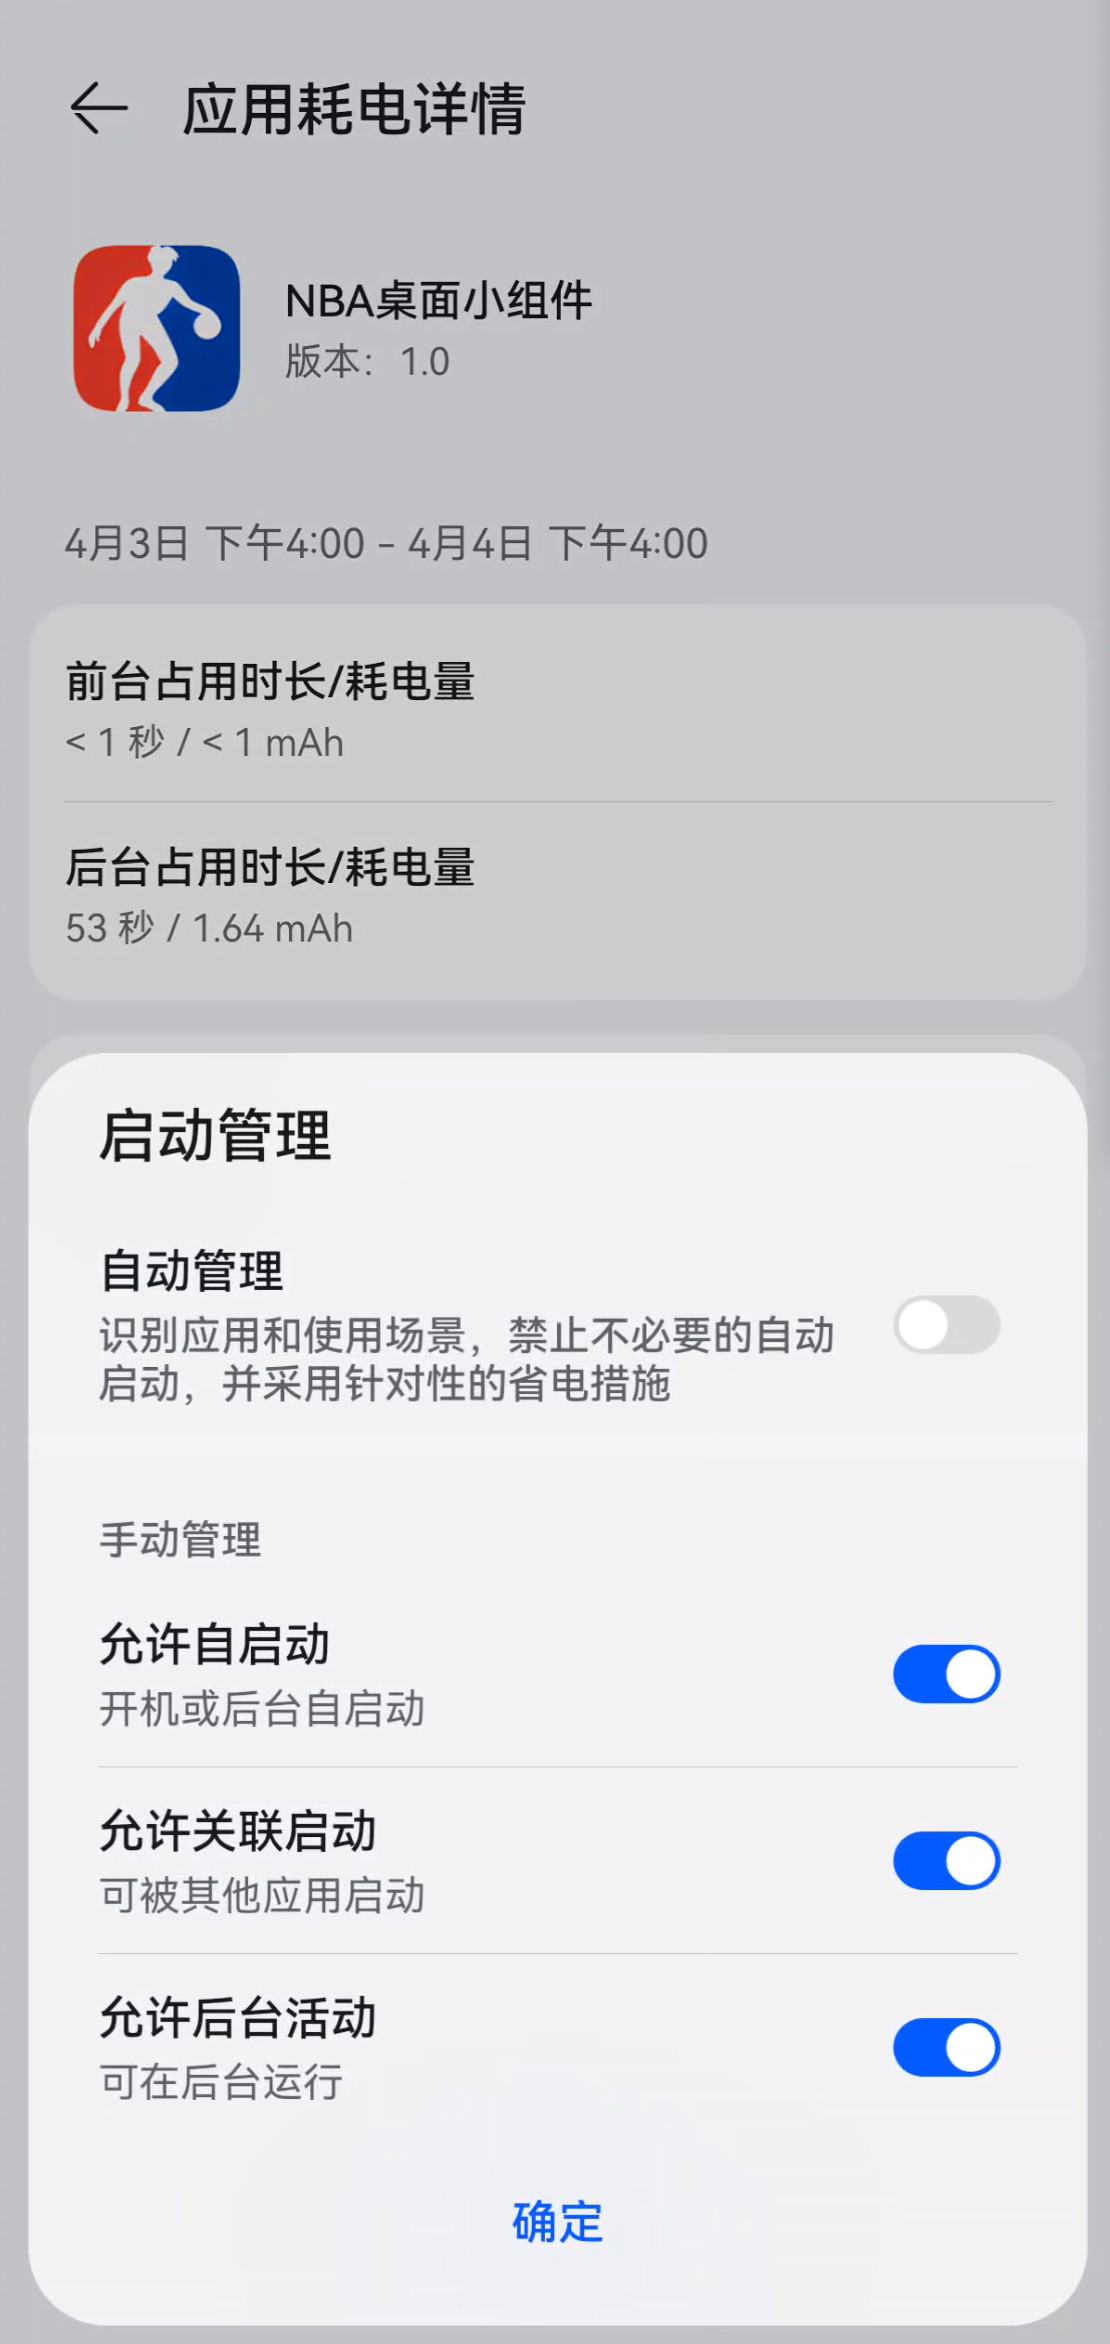 应用耗电详情
NBA桌面小组件
版本：1.0
4月3日 下午4:00 - 4月4日 下午4:00
前台占用时长/耗电量
< 1 秒 / < 1 mAh
后台占用时长/耗电量
53 秒 / 1.64 mAh
启动管理
自动管理
识别应用和使用场景，禁止不必要的自动
启动，并采用针对性的省电措施
手动管理
允许自启动
开机或后台自启动
允许关联启动
可被其他应用启动
允许后台活动
可在后台运行
确定